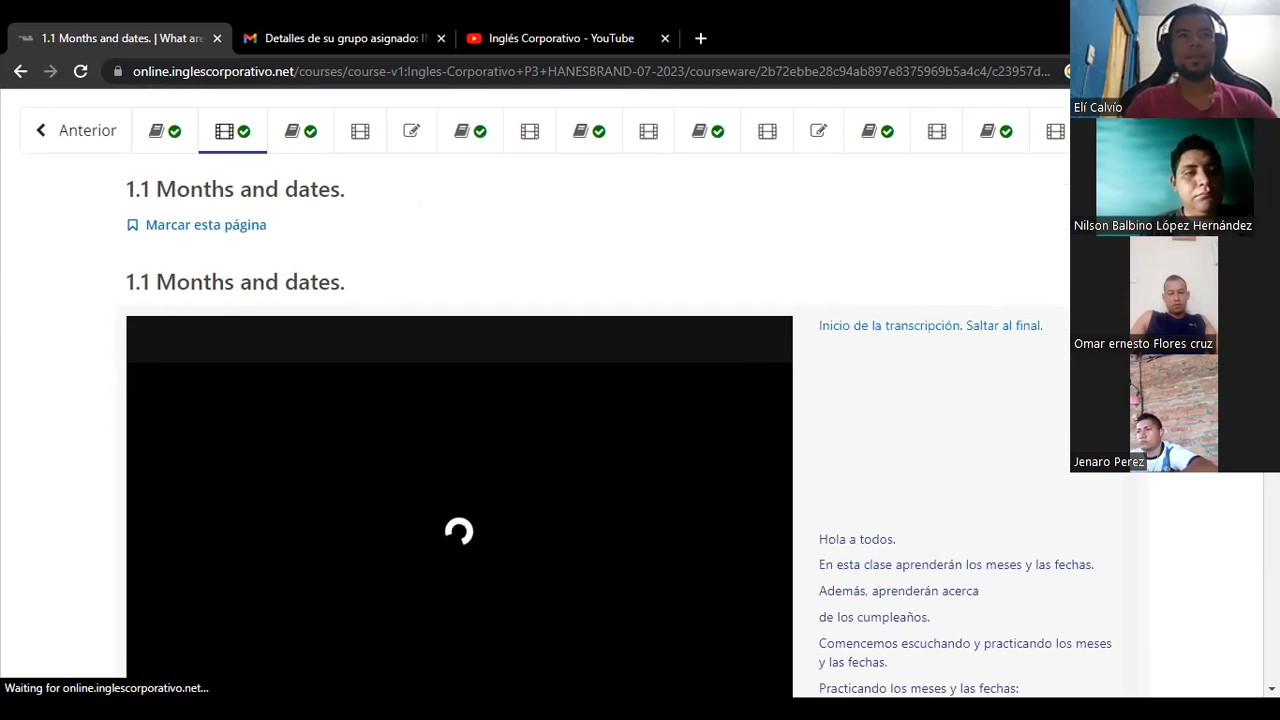 1.1 Months and dates. | What are
Detalles de su grupo asignado: I
Inglés Corporativo - YouTube
online.inglescorporativo.net/courses/course-v1:Ingles-Corporativo+P3+HANESBRAND-07-2023/courseware/2b72ebbe28c94ab897e8375969b5a4c4/c23957d...
Anterior
1.1 Months and dates.
Marcar esta página
1.1 Months and dates.
Inicio de la transcripción. Saltar al final.
Hola a todos.
En esta clase aprenderán los meses y las fechas.
Además, aprenderán acerca
de los cumpleaños.
Comencemos escuchando y practicando los meses
y las fechas.
Practicando los meses y las fechas:
Waiting for online.inglescorporativo.net...
Elí Calvío
Nilson Balbino López Hernández
Omar ernesto Flores cruz
Jenaro Perez